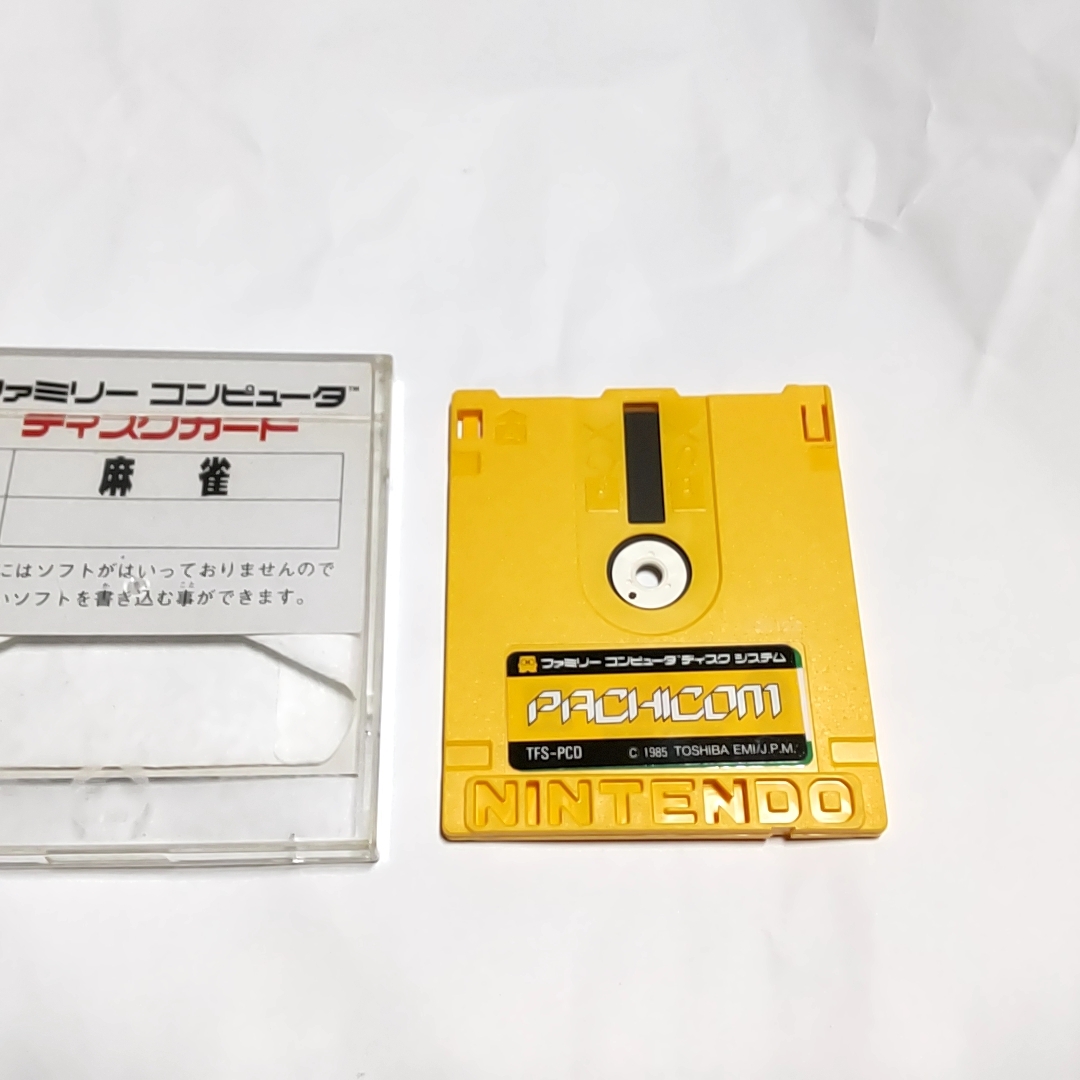 ファミリー コンピュータ™
ディスクカード
麻 雀
にはソフトがはいっておりませんので
いソフトを書き込む事ができます。
ファミリー コンピュータ ディスク システム
PACHICOM
TFS-PCD © 1985 TOSHIBA EMI/J.P.M.
NINTENDO